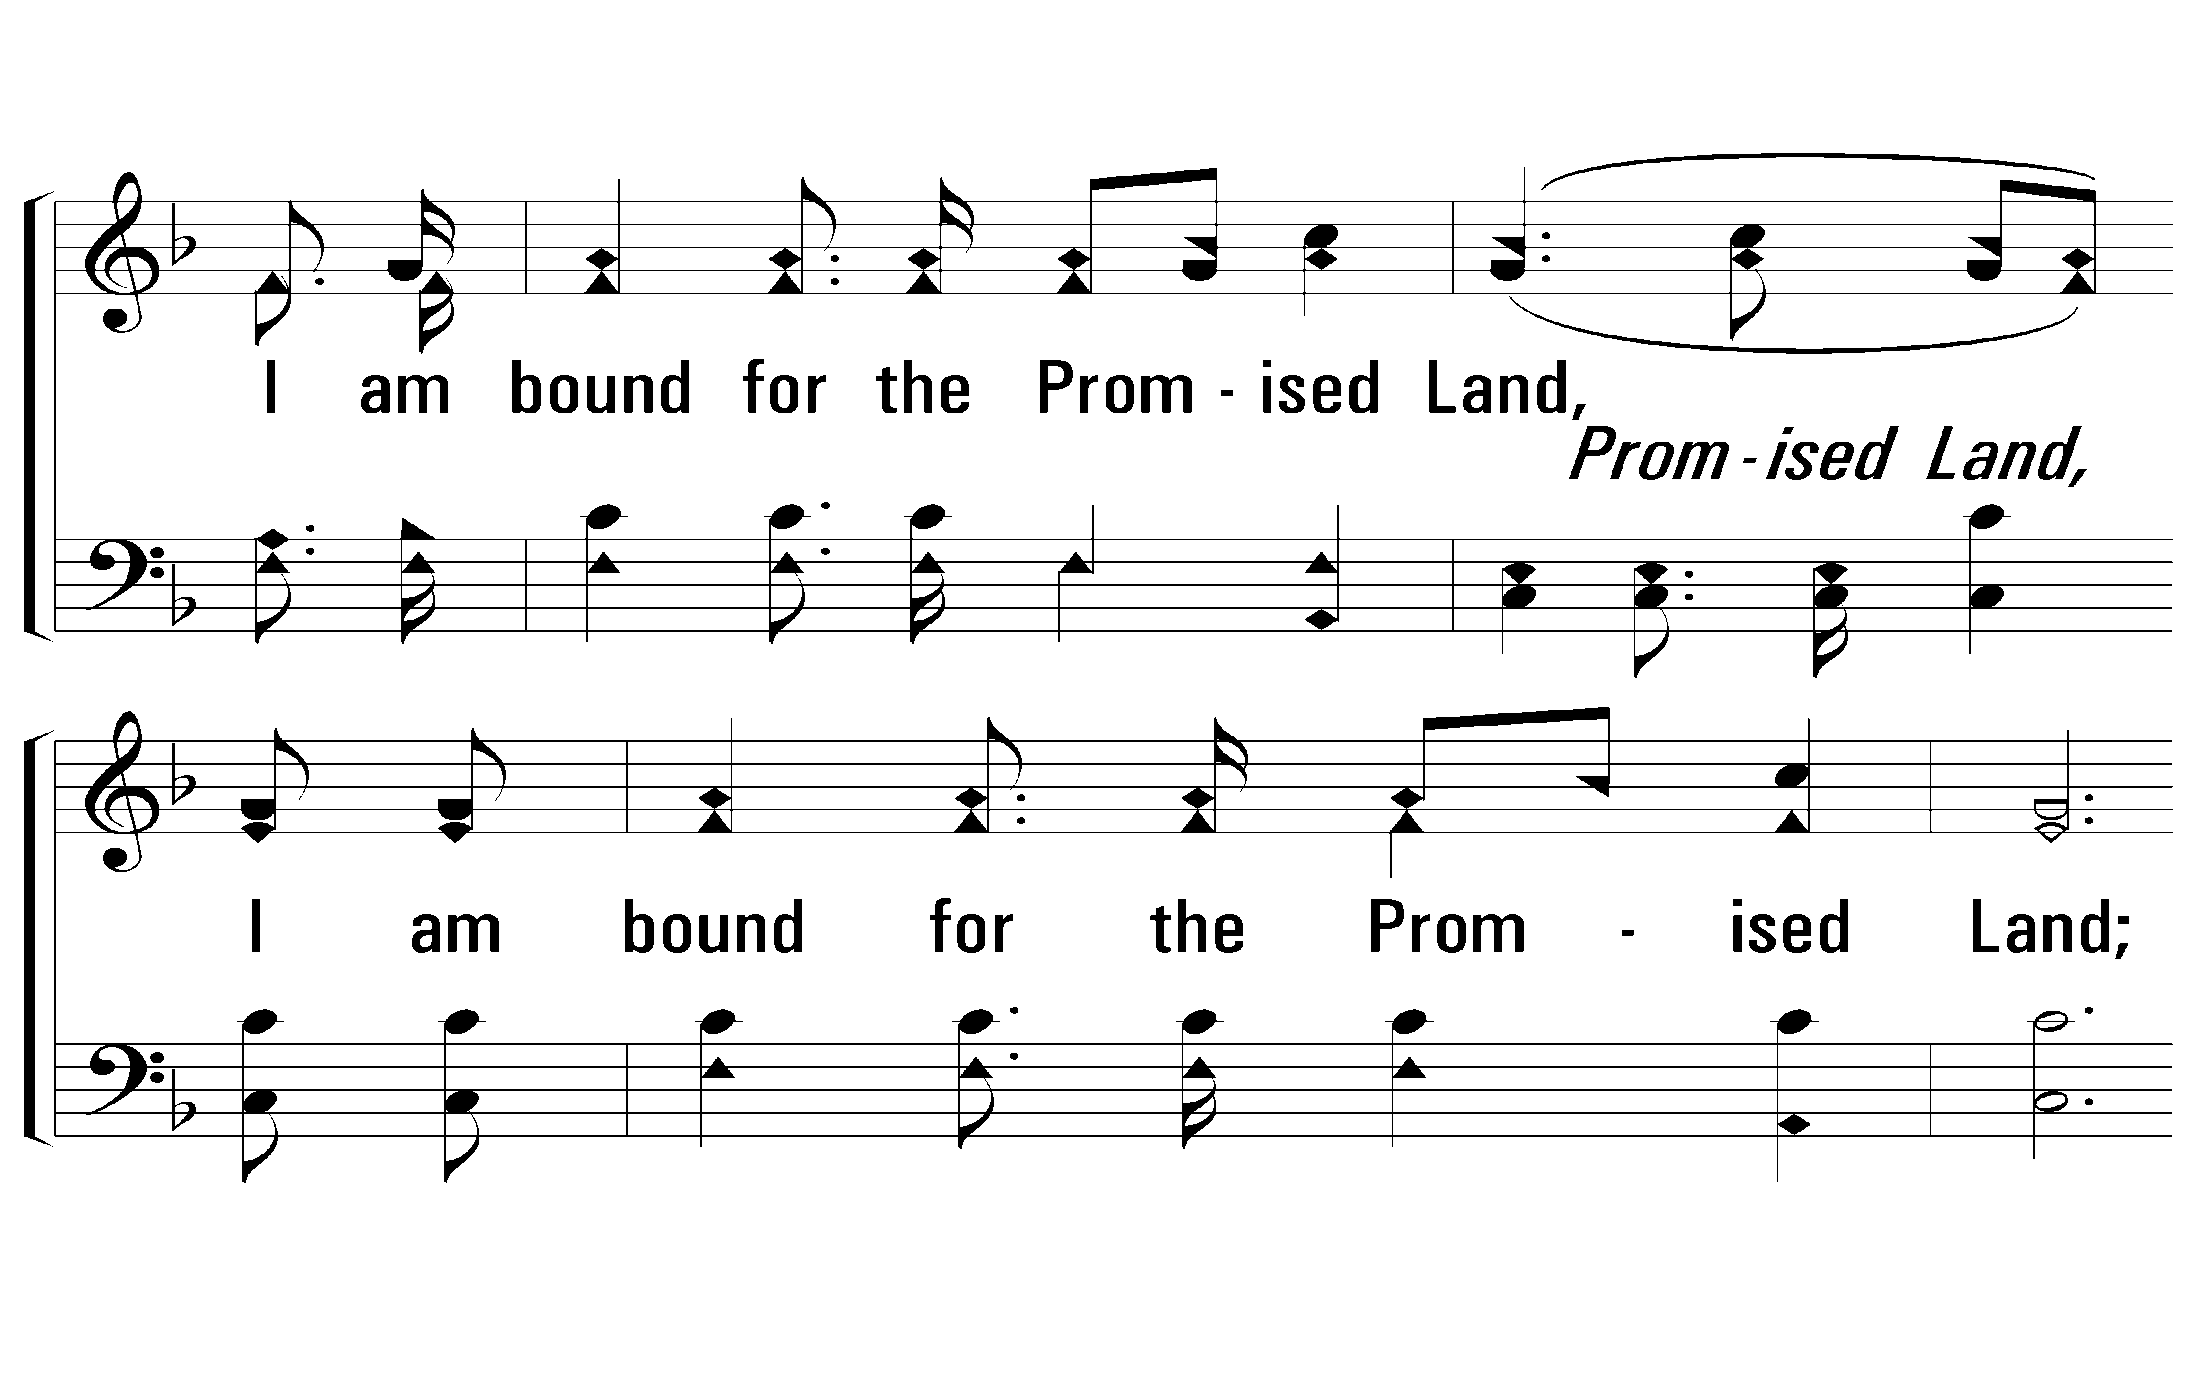 I am bound for the Prom - ised Land,
Prom - ised Land,
I am bound for the Prom - ised Land;